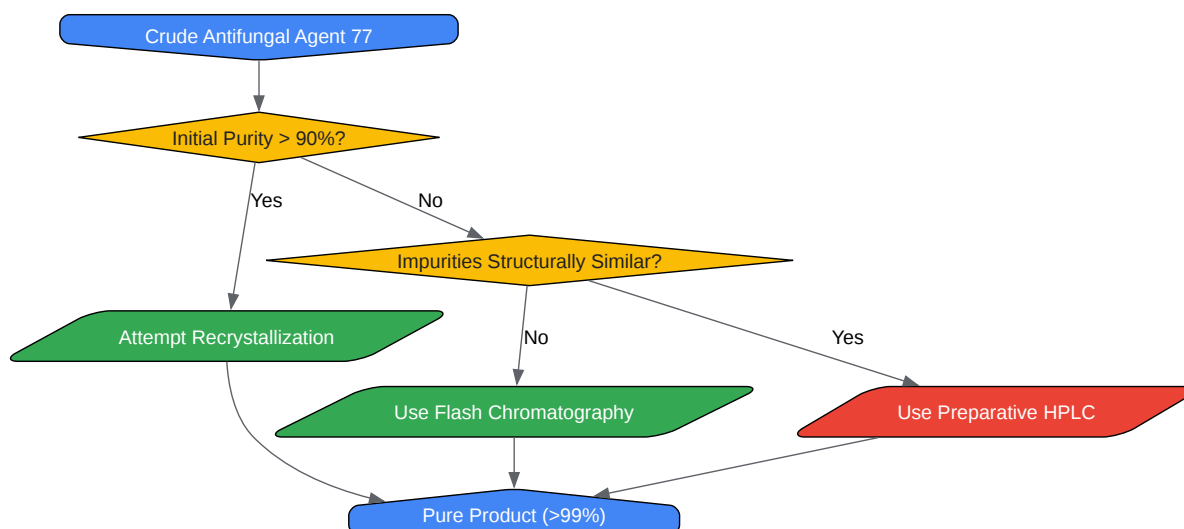 Crude Antifungal Agent 77
Initial Purity > 90%?
Yes
No
Impurities Structurally Similar?
Attempt Recrystallization
No
Yes
Use Flash Chromatography
Use Preparative HPLC
Pure Product (>99%)